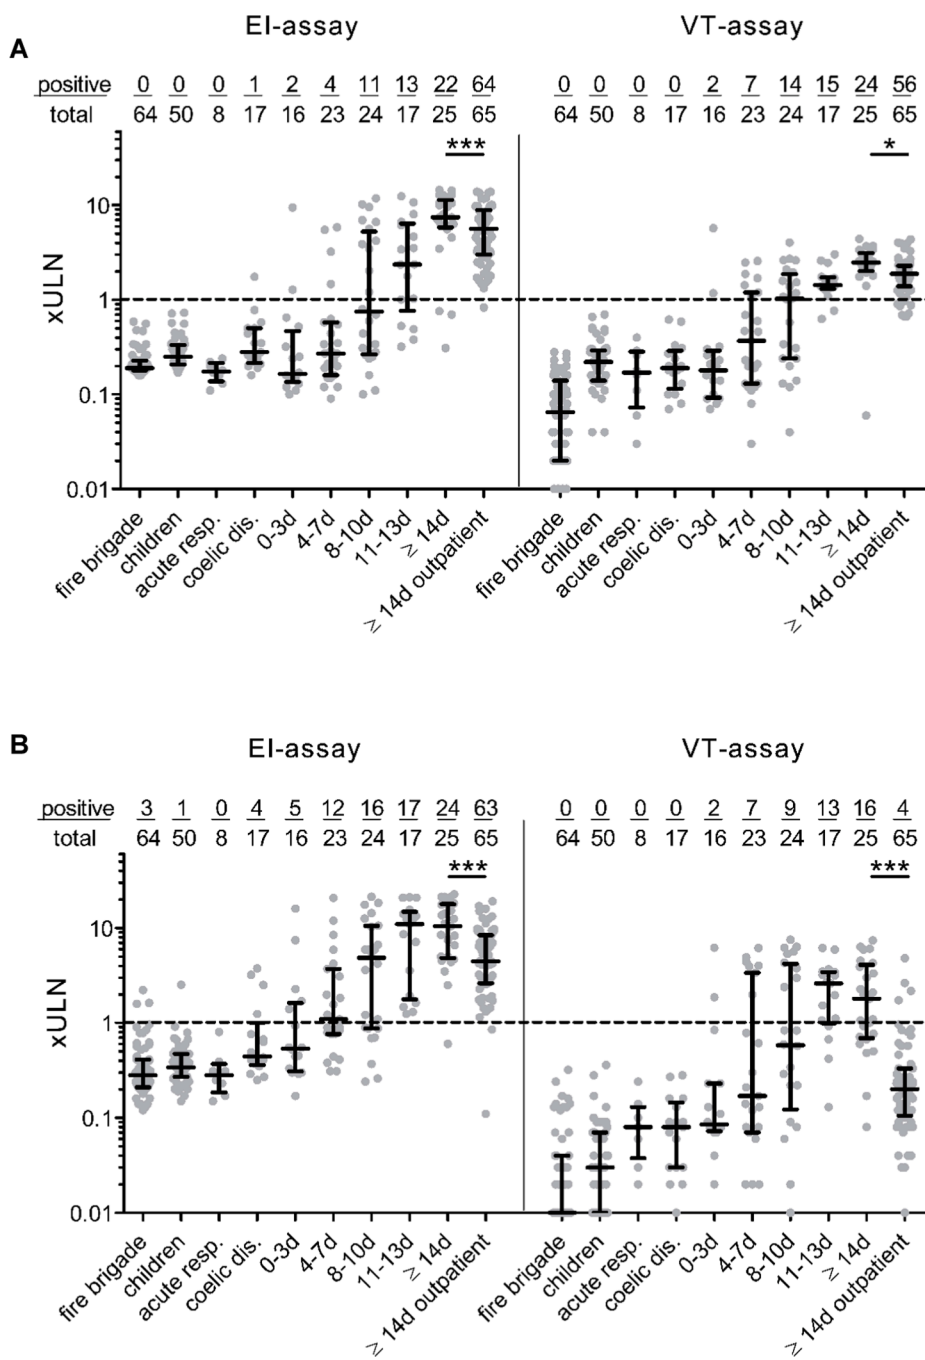 A
EI-assay VT-assay
positive 0 0 0 1 2 4 11 13 22 64 0 0 0 0 2 7 14 15 24 56
total 64 50 8 17 16 23 24 17 25 65 64 50 8 17 16 23 24 17 25 65
*** *
xULN
10
1
0.1
0.01
fire brigade children acute resp. coelic dis. 0-3d 4-7d 8-10d 11-13d ≥ 14d ≥ 14d outpatient fire brigade children acute resp. coelic dis. 0-3d 4-7d 8-10d 11-13d ≥ 14d ≥ 14d outpatient
B
EI-assay VT-assay
positive 3 1 0 4 5 12 16 17 24 63 0 0 0 0 2 7 9 13 16 4
total 64 50 8 17 16 23 24 17 25 65 64 50 8 17 16 23 24 17 25 65
*** ***
xULN
10
1
0.1
0.01
fire brigade children acute resp. coelic dis. 0-3d 4-7d 8-10d 11-13d ≥ 14d ≥ 14d outpatient fire brigade children acute resp. coelic dis. 0-3d 4-7d 8-10d 11-13d ≥ 14d ≥ 14d outpatient